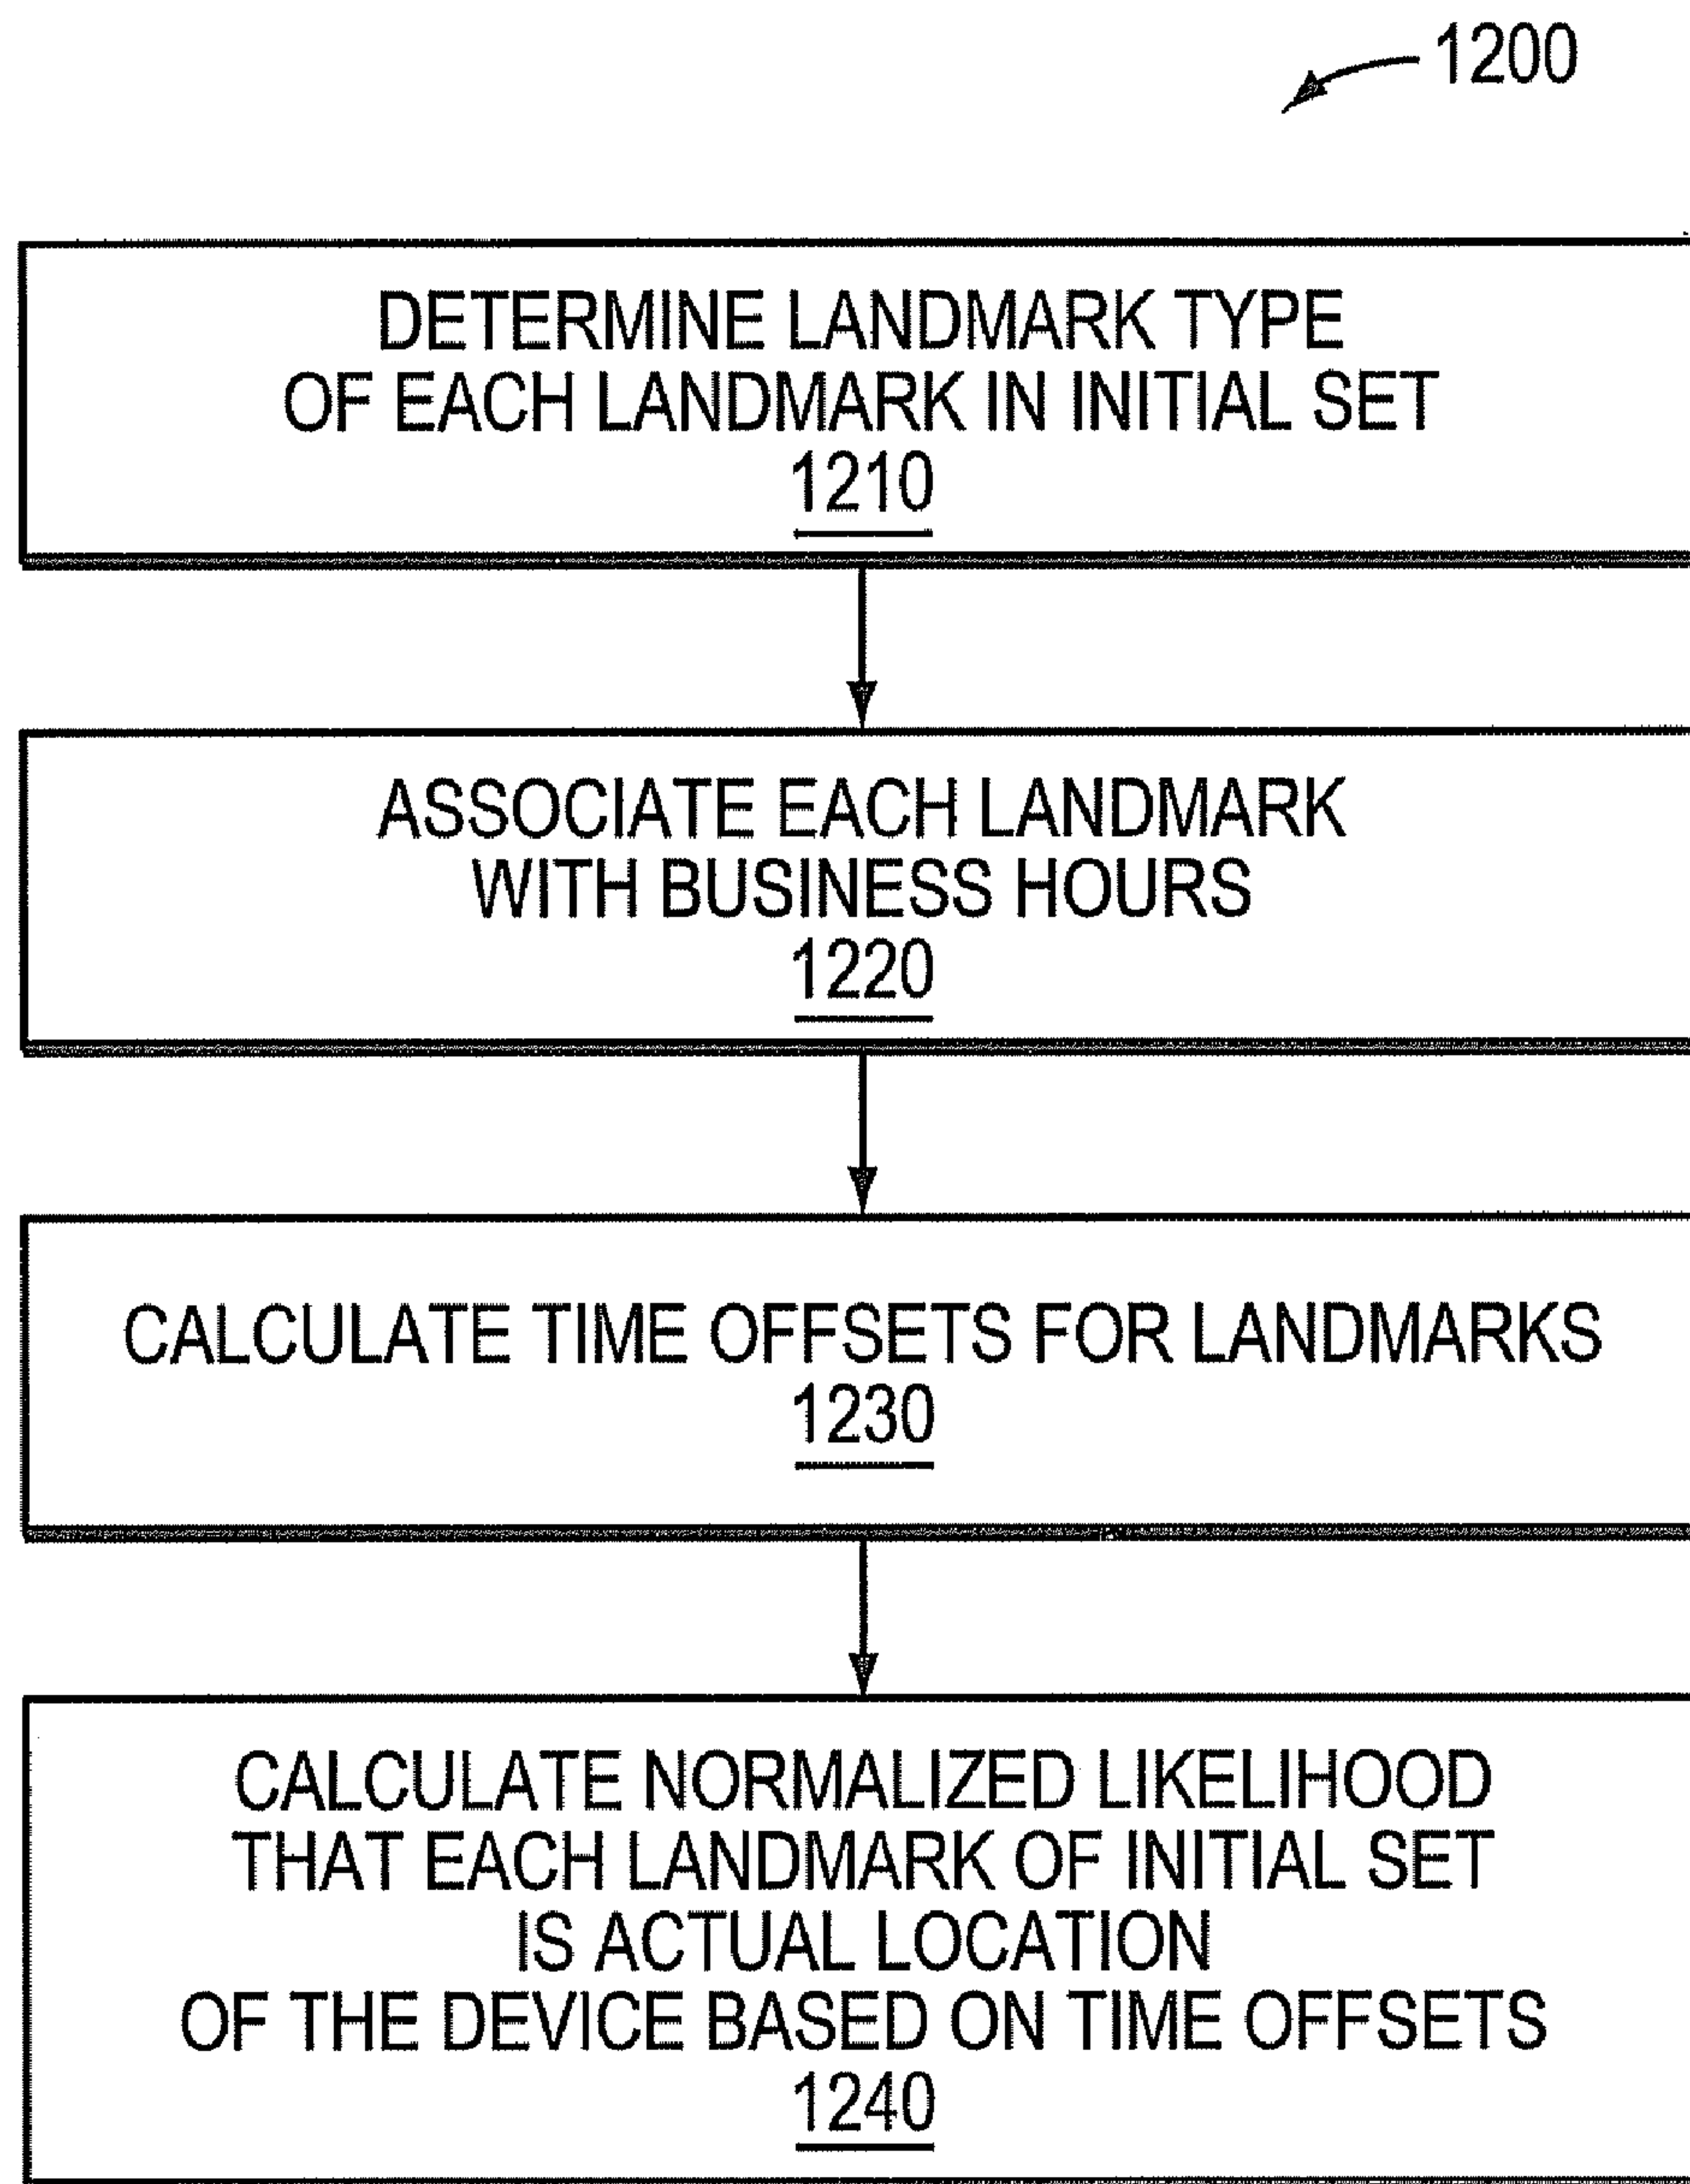 1200
DETERMINE LANDMARK TYPE
OF EACH LANDMARK IN INITIAL SET
1210
ASSOCIATE EACH LANDMARK
WITH BUSINESS HOURS
1220
CALCULATE TIME OFFSETS FOR LANDMARKS
1230
CALCULATE NORMALIZED LIKELIHOOD
THAT EACH LANDMARK OF INITIAL SET
IS ACTUAL LOCATION
OF THE DEVICE BASED ON TIME OFFSETS
1240